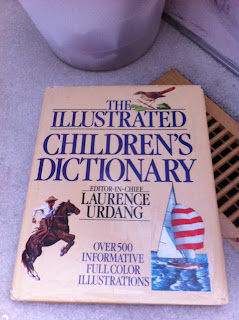 THE
ILLUSTRATED
CHILDREN'S
DICTIONARY
EDITOR-IN-CHIEF
LAURENCE
URDANG
OVER 500
INFORMATIVE
FULL COLOR
ILLUSTRATIONS